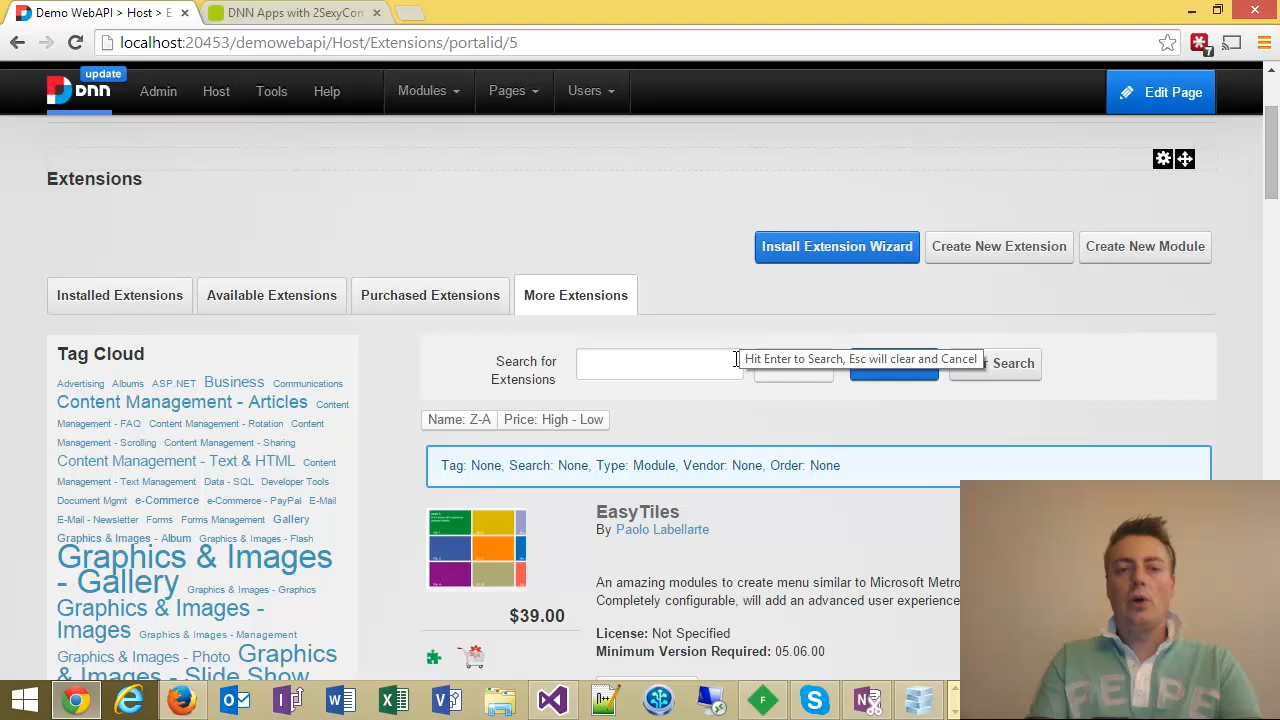 Demo WebAPI > Host > E
DNN Apps with 2SexyCon
localhost:20453/demowebapi/Host/Extensions/portalid/5
7
update
DNN Admin Host Tools Help Modules Pages Users Edit Page
Extensions
Install Extension Wizard Create New Extension Create New Module
Installed Extensions Available Extensions Purchased Extensions More Extensions
Tag Cloud
Advertising Albums ASP.NET Business Communications
Content Management - Articles Content
Management - FAQ Content Management - Rotation Content
Management - Scrolling Content Management - Sharing
Content Management - Text & HTML Content
Management - Text Management Data - SQL Developer Tools
Document Mgmt e-Commerce e-Commerce - PayPal E-Mail
E-Mail - Newsletter Forms Forms Management Gallery
Graphics & Images - Album Graphics & Images - Flash
Graphics & Images
- Gallery Graphics & Images - Graphics
Graphics & Images -
Images Graphics & Images - Management
Graphics & Images - Photo Graphics
& Images - Slide Show
Search for
Extensions
Hit Enter to Search, Esc will clear and Cancel
Search
Name: Z-A Price: High - Low
Tag: None, Search: None, Type: Module, Vendor: None, Order: None
EasyTiles
By Paolo Labellarte
An amazing modules to create menu similar to Microsoft Metro
Completely configurable, will add an advanced user experience
$39.00
License: Not Specified
Minimum Version Required: 05.06.00